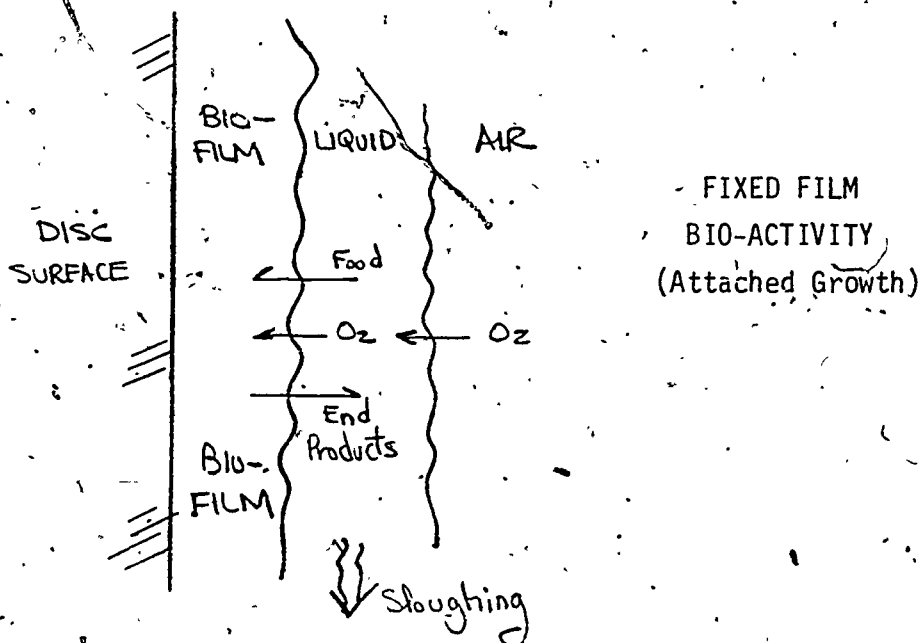 BIO-
FILM
LIQUID
AIR
DISC
SURFACE
FIXED FILM
BIO-ACTIVITY
(Attached Growth)
Food
O2
O2
End
Products
BIO-
FILM
Sloughing